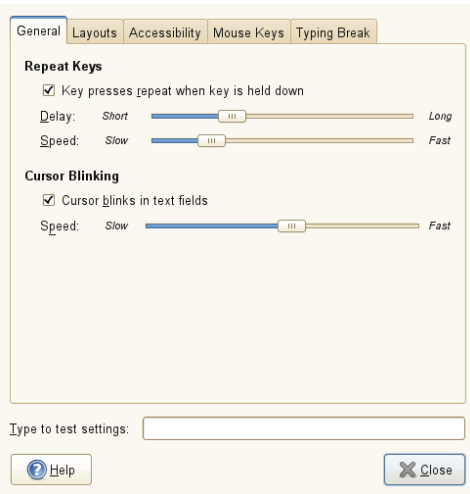 General Layouts Accessibility Mouse Keys Typing Break
Repeat Keys
Key presses repeat when key is held down
Delay: Short Long
Speed: Slow Fast
Cursor Blinking
Cursor blinks in text fields
Speed: Slow Fast
Type to test settings:
Help Close